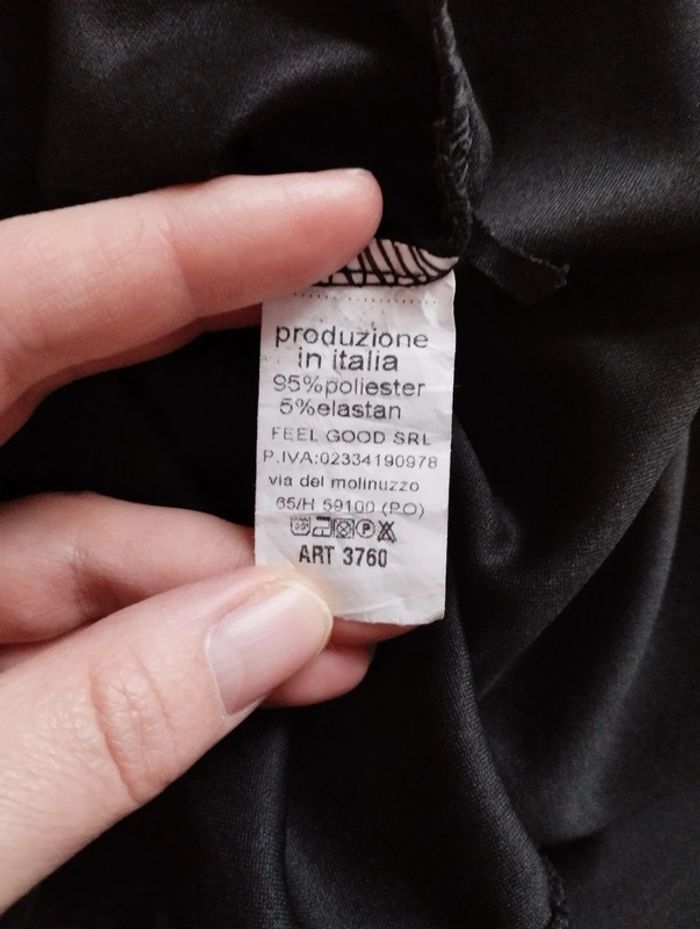 produzione
in italia
95%poliester
5%elastan
FEEL GOOD SRL
P.IVA:02334190978
via del molinuzzo
65/H 59100 (PO)
P
ART 3760